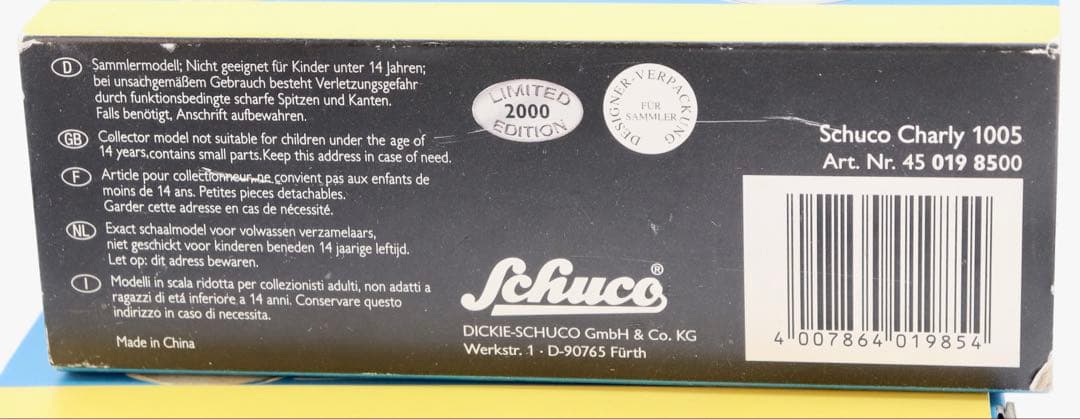 D Sammlermodell; Nicht geeignet für Kinder unter 14 Jahren;
bei unsachgemäßem Gebrauch besteht Verletzungsgefahr
durch funktionsbedingte scharfe Spitzen und Kanten.
Falls benötigt, Anschrift aufbewahren.
GB Collector model not suitable for children under the age of
14 years,contains small parts.Keep this address in case of need.
F Article pour collectionneur,ne convient pas aux enfants de
moins de 14 ans. Petites pieces detachables.
Garder cette adresse en cas de nécessité.
NL Exact schaalmodel voor volwassen verzamelaars,
niet geschickt voor kinderen beneden 14 jaarige leftijd.
Let op: dit adress bewaren.
I Modelli in scala ridotta per collezionisti adulti, non adatti a
ragazzi di etá inferiore a 14 anni. Conservare questo
indirizzo in caso di necessita.
Made in China
LIMITED
2000
EDITION
DESIGNER-VERPACKUNG
FÜR
SAMMLER
Schuco®
DICKIE-SCHUCO GmbH & Co. KG
Werkstr. 1 · D-90765 Fürth
Schuco Charly 1005
Art. Nr. 45 019 8500
4 007864 019854